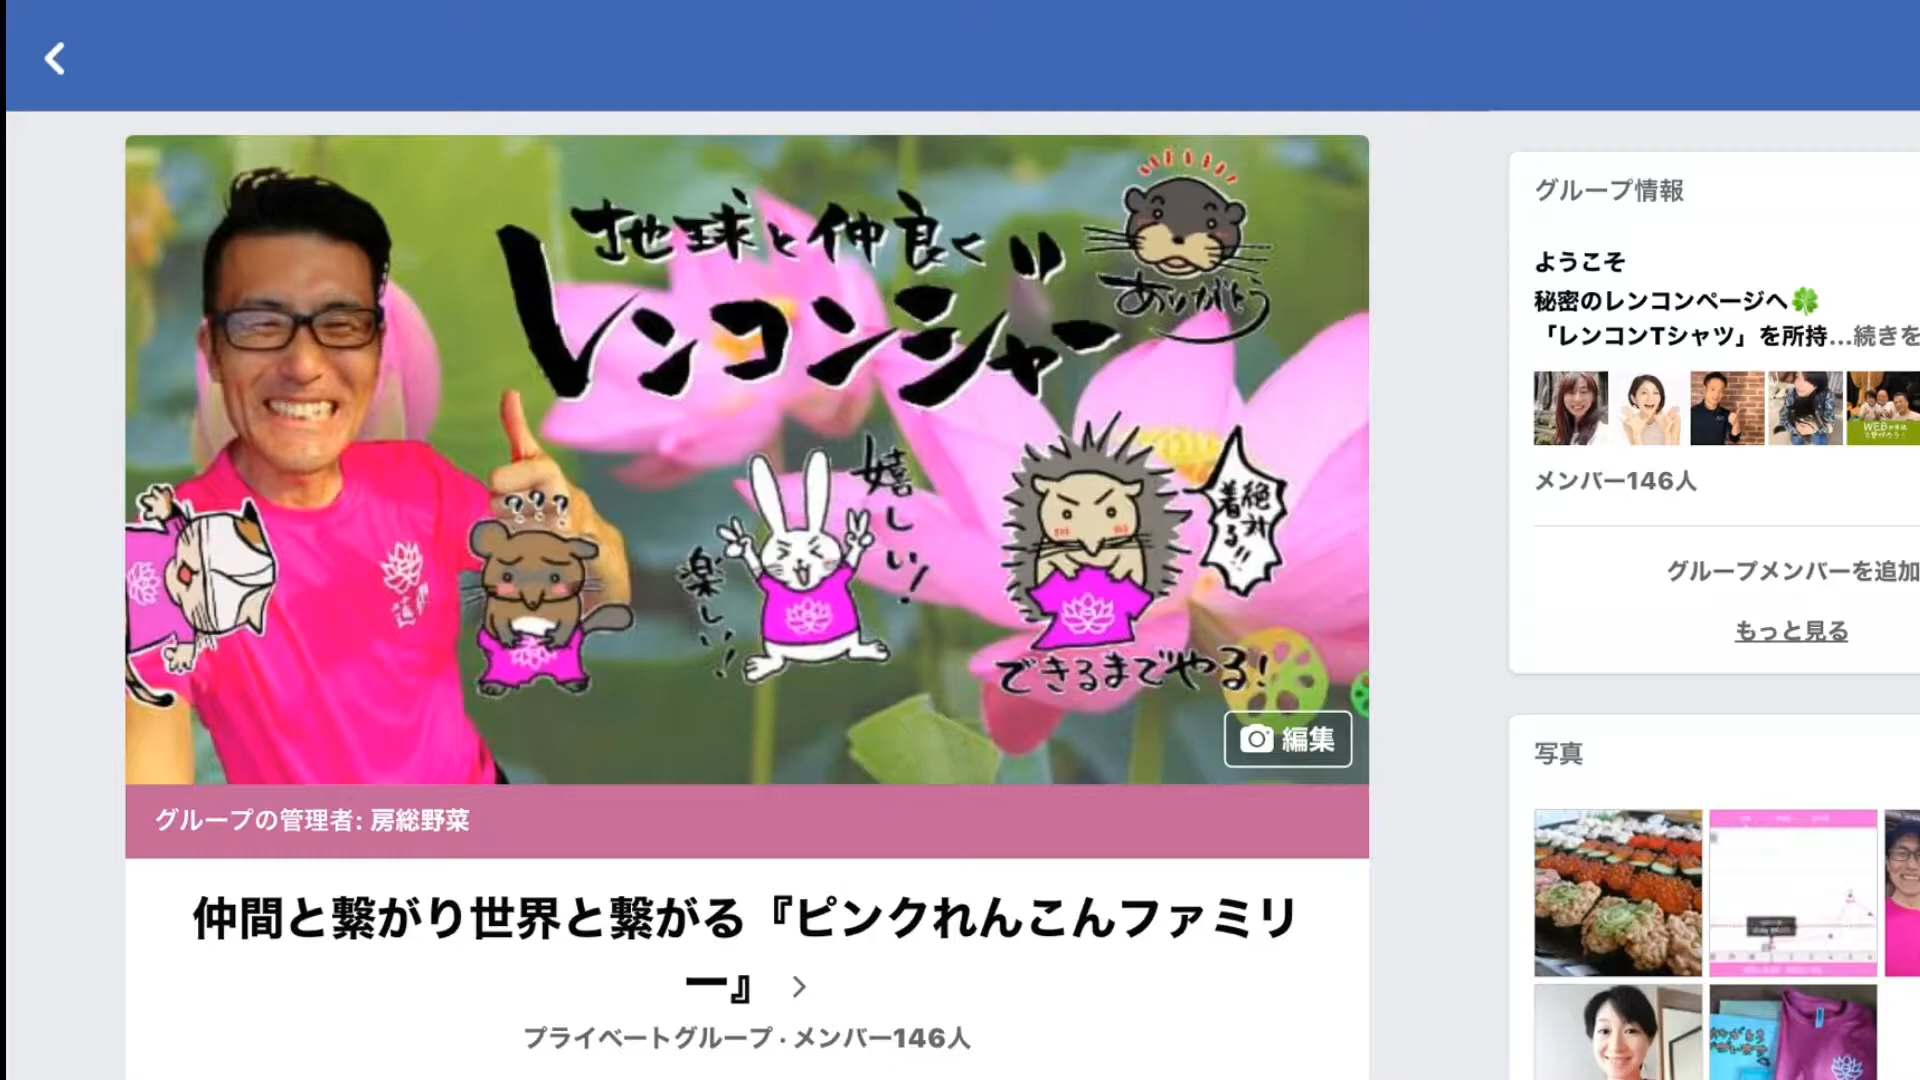 地球と仲良く
レンコンジャー
ありがとう
???
嬉しい!
楽しい!
絶対
着る!!
できるまでやる!
編集
グループの管理者: 房総野菜
仲間と繋がり世界と繋がる『ピンクれんこんファミリ
ー』
プライベートグループ · メンバー146人
グループ情報
ようこそ
秘密のレンコンページへ🍀
「レンコンTシャツ」を所持...続きを
WEB
メンバー146人
グループメンバーを追加
もっと見る
写真